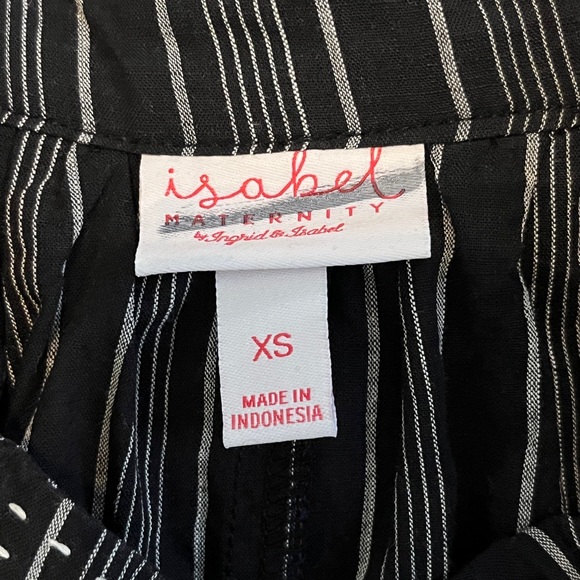 isabel
MATERNITY
by Ingrid & Isabel
XS
MADE IN
INDONESIA